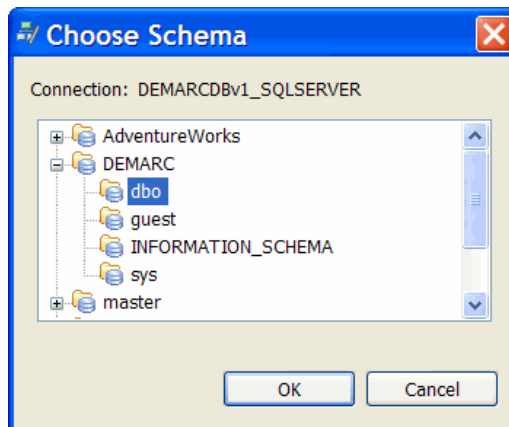 Choose Schema
Connection: DEMARCDBv1_SQLSERVER
AdventureWorks
DEMARC
dbo
guest
INFORMATION_SCHEMA
sys
master
OK Cancel